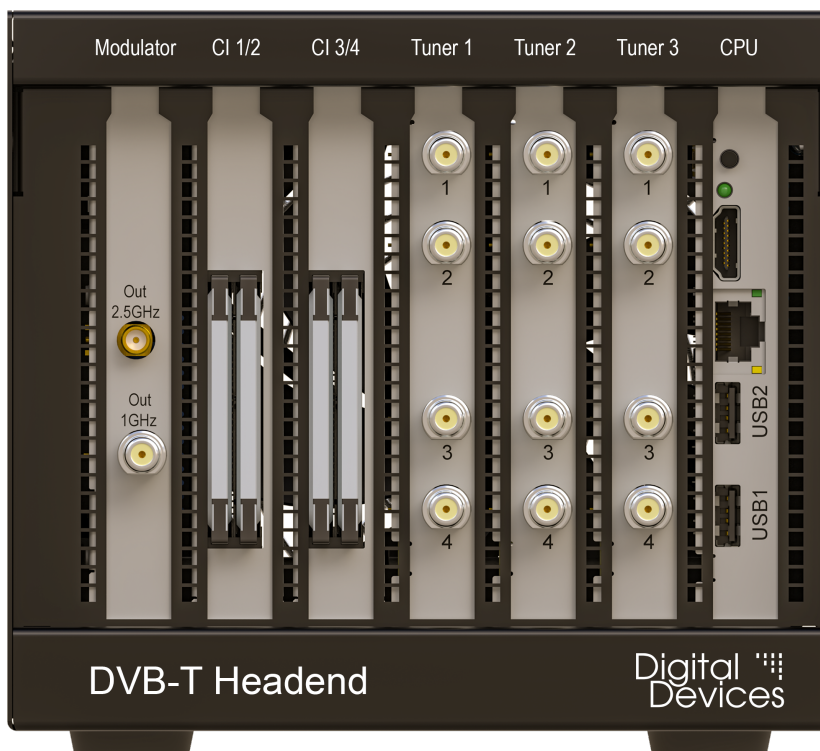 Modulator CI 1/2 CI 3/4 Tuner 1 Tuner 2 Tuner 3 CPU
1 1 1
2 2 2
Out
2.5GHz
Out
1GHz
USB2
3 3 3
USB1
4 4 4
DVB-T Headend
Digital
Devices